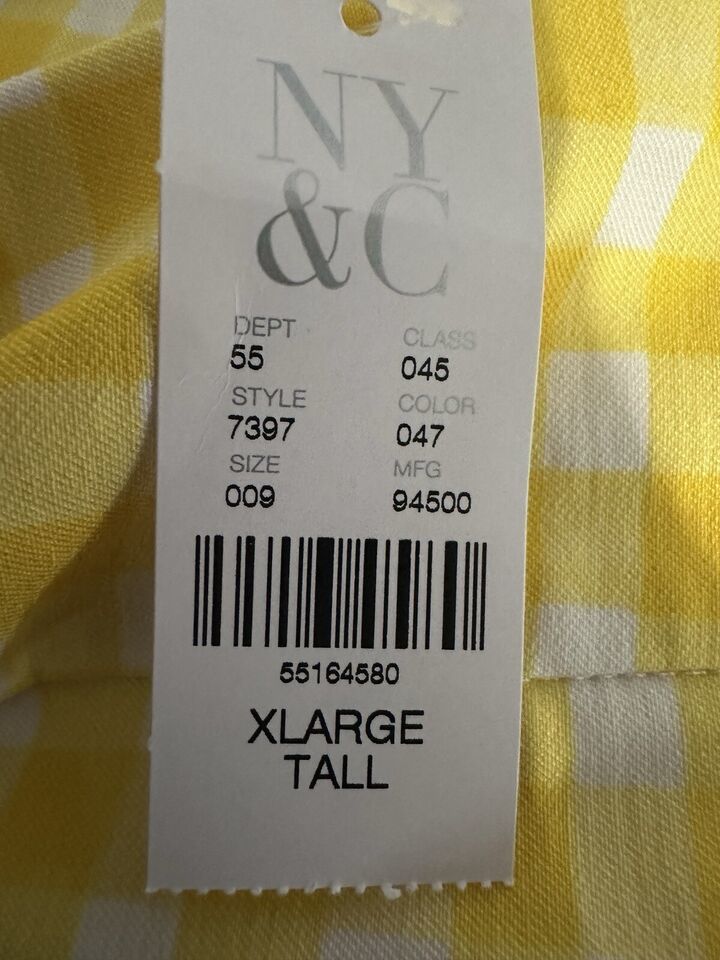 NY
&C
DEPT CLASS
55 045
STYLE COLOR
7397 047
SIZE MFG
009 94500
55164580
XLARGE
TALL